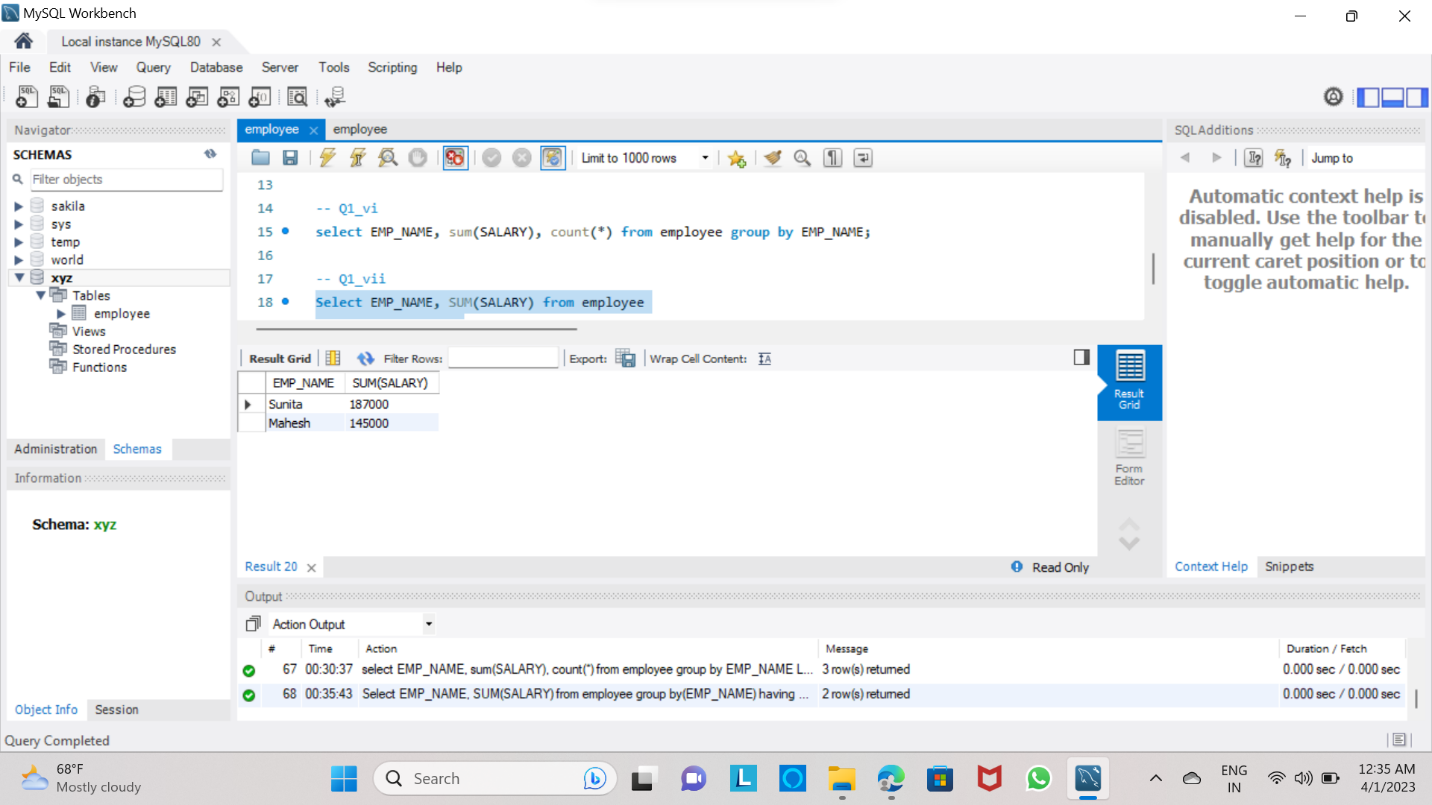 MySQL Workbench
Local instance MySQL80
File Edit View Query Database Server Tools Scripting Help
Navigator
SCHEMAS
Filter objects
sakila
sys
temp
world
xyz
Tables
employee
Views
Stored Procedures
Functions
Administration Schemas
Information
Schema: xyz
Object Info Session
employee employee
Limit to 1000 rows
13
14 -- Q1_vi
15 select EMP_NAME, sum(SALARY), count(*) from employee group by EMP_NAME;
16
17 -- Q1_vii
18 Select EMP_NAME, SUM(SALARY) from employee
Result Grid Filter Rows: Export: Wrap Cell Content:
EMP_NAME SUM(SALARY)
Sunita 187000
Mahesh 145000
Result Grid
Form Editor
Result 20 Read Only
SQLAdditions
Jump to
Automatic context help is
disabled. Use the toolbar to
manually get help for the
current caret position or to
toggle automatic help.
Context Help Snippets
Output
Action Output
# Time Action Message Duration / Fetch
67 00:30:37 select EMP_NAME, sum(SALARY), count(*) from employee group by EMP_NAME L... 3 row(s) returned 0.000 sec / 0.000 sec
68 00:35:43 Select EMP_NAME, SUM(SALARY) from employee group by(EMP_NAME) having ... 2 row(s) returned 0.000 sec / 0.000 sec
Query Completed
68°F
Mostly cloudy
Search
ENG
IN
12:35 AM
4/1/2023